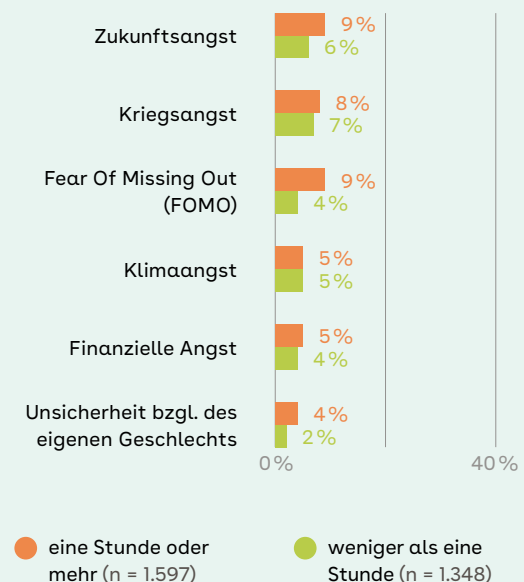 Zukunftsangst
9 %
6 %
Kriegsangst
8 %
7 %
Fear Of Missing Out
(FOMO)
9 %
4 %
Klimaangst
5 %
5 %
Finanzielle Angst
5 %
4 %
Unsicherheit bzgl. des
eigenen Geschlechts
4 %
2 %
0 %
40 %
eine Stunde oder
mehr (n = 1.597)
weniger als eine
Stunde (n = 1.348)